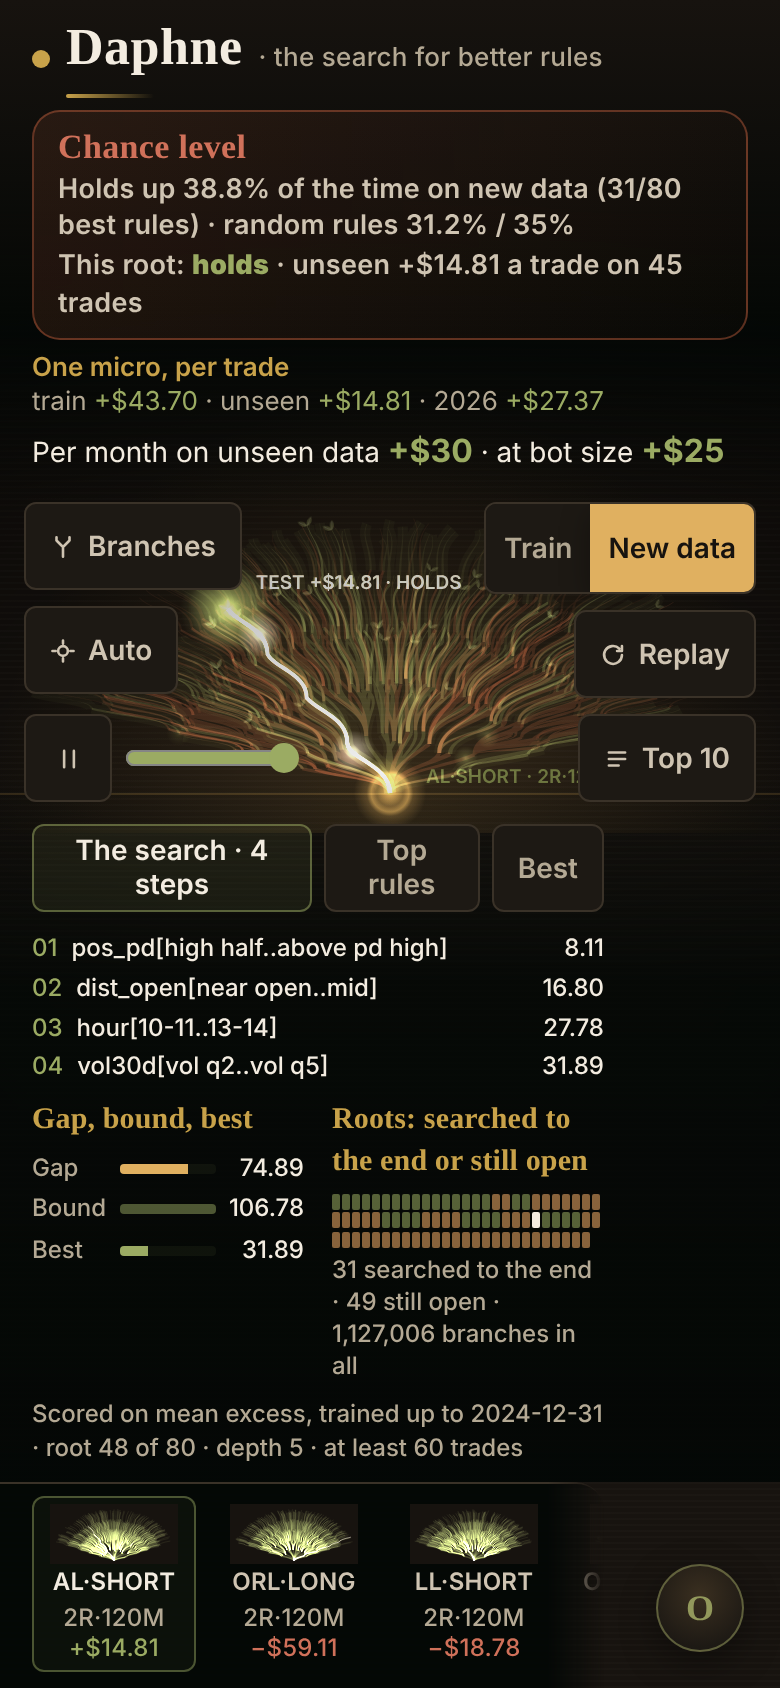 Daphne · the search for better rules
Chance level
Holds up 38.8% of the time on new data (31/80
best rules) · random rules 31.2% / 35%
This root: holds · unseen +$14.81 a trade on 45
trades
One micro, per trade
train +$43.70 · unseen +$14.81 · 2026 +$27.37
Per month on unseen data +$30 · at bot size +$25
Branches
Train
New data
TEST +$14.81 · HOLDS
Auto
Replay
AL·SHORT · 2R·12
Top 10
The search · 4
steps
Top
rules
Best
01 pos_pd[high half..above pd high] 8.11
02 dist_open[near open..mid] 16.80
03 hour[10-11..13-14] 27.78
04 vol30d[vol q2..vol q5] 31.89
Gap, bound, best
Gap 74.89
Bound 106.78
Best 31.89
Roots: searched to
the end or still open
31 searched to the end
· 49 still open ·
1,127,006 branches in
all
Scored on mean excess, trained up to 2024-12-31
· root 48 of 80 · depth 5 · at least 60 trades
AL·SHORT
2R·120M
+$14.81
ORL·LONG
2R·120M
−$59.11
LL·SHORT
2R·120M
−$18.78
O